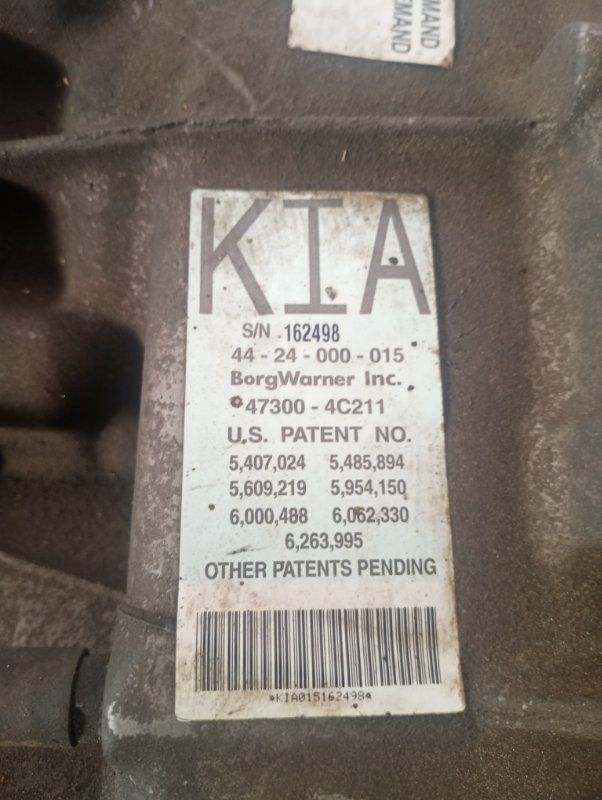 MAND
EMAND
KIA
S/N 162498
44 - 24 - 000 - 015
BorgWarner Inc.
47300 - 4C211
U.S. PATENT NO.
5,407,024 5,485,894
5,609,219 5,954,150
6,000,488 6,062,330
6,263,995
OTHER PATENTS PENDING
*KIA015162498*